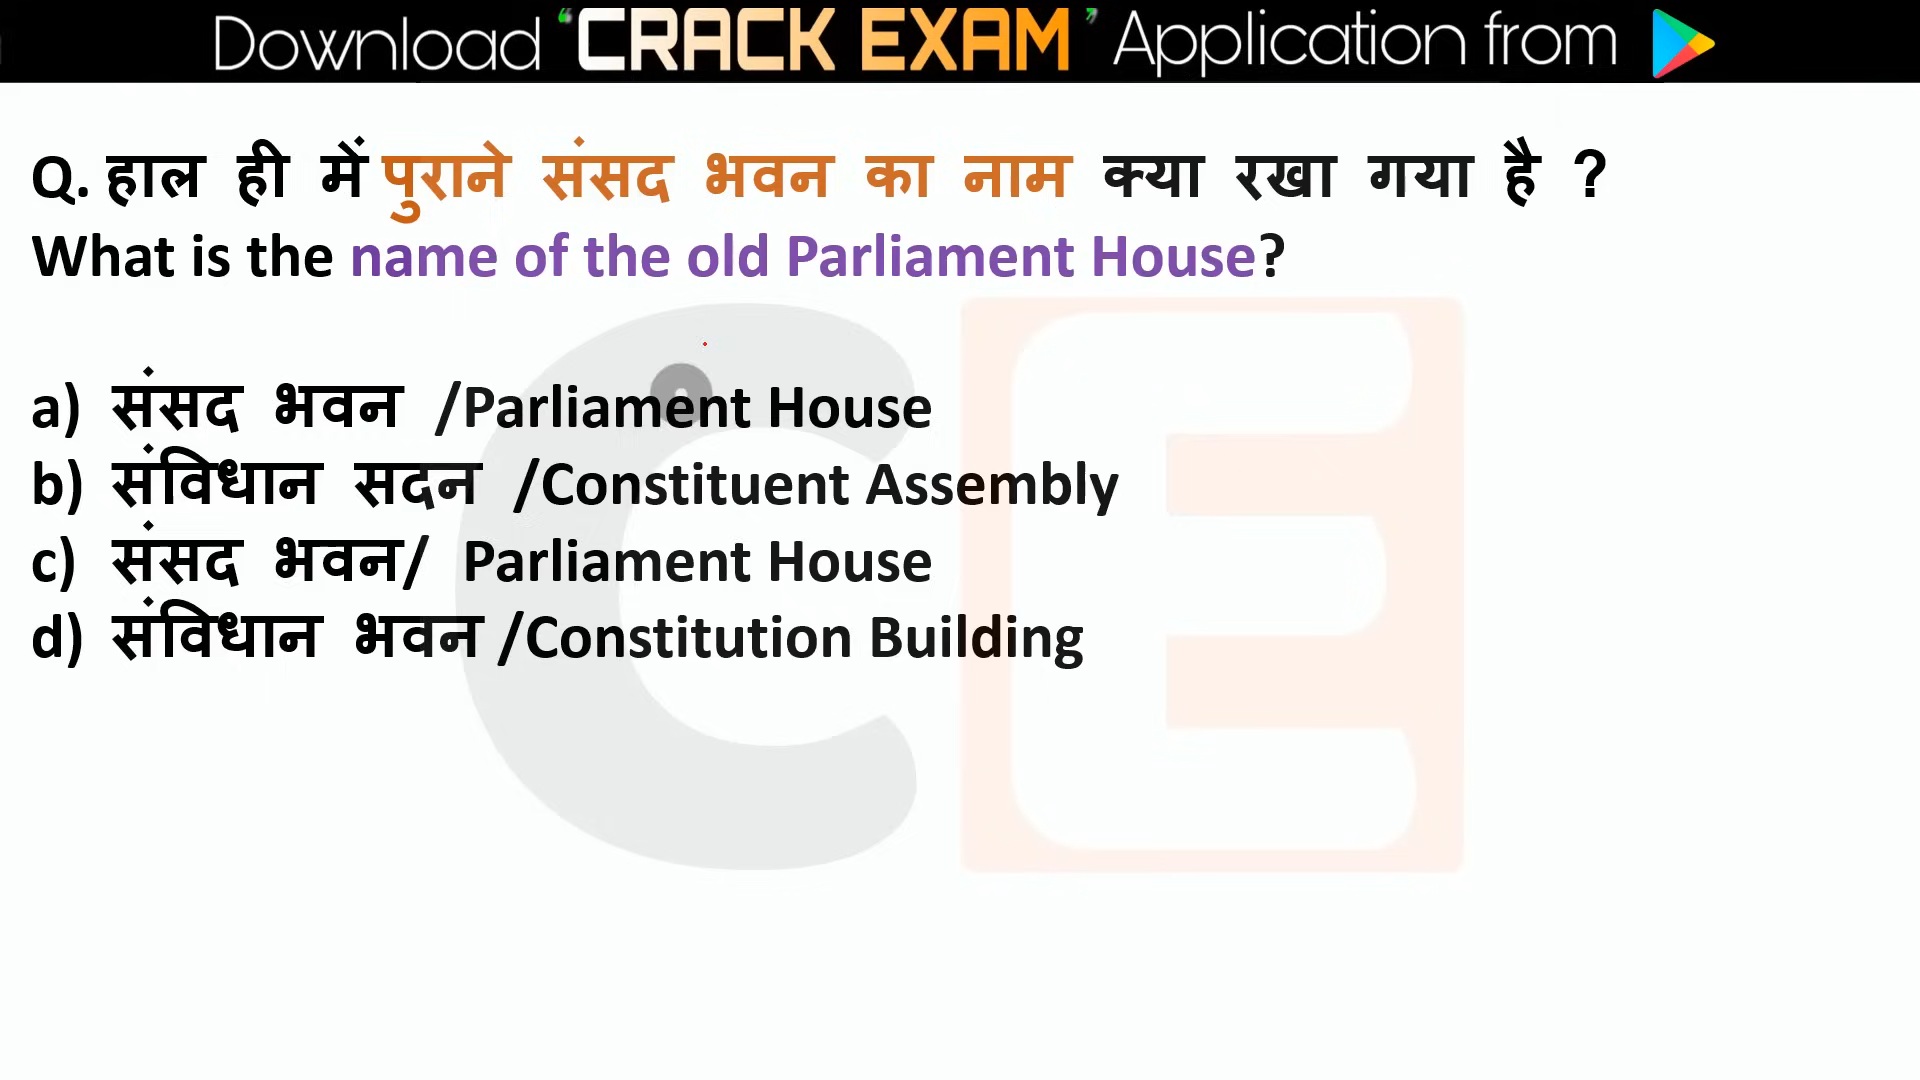 Download “CRACK EXAM” Application from
Q. हाल ही में पुराने संसद भवन का नाम क्या रखा गया है ?
What is the name of the old Parliament House?
a) संसद भवन /Parliament House
b) संविधान सदन /Constituent Assembly
c) संसद भवन/ Parliament House
d) संविधान भवन /Constitution Building
CE